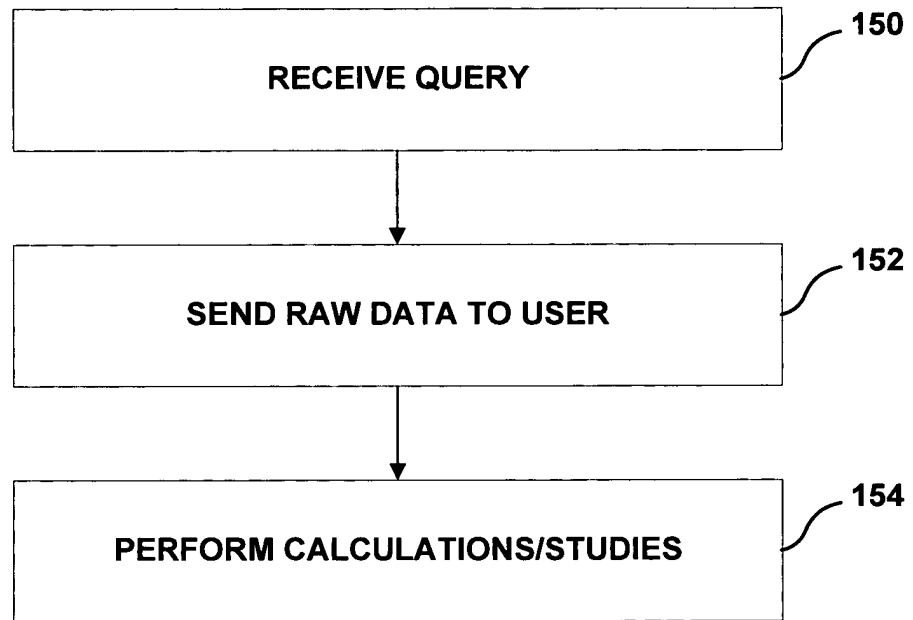 150
RECEIVE QUERY
152
SEND RAW DATA TO USER
154
PERFORM CALCULATIONS/STUDIES